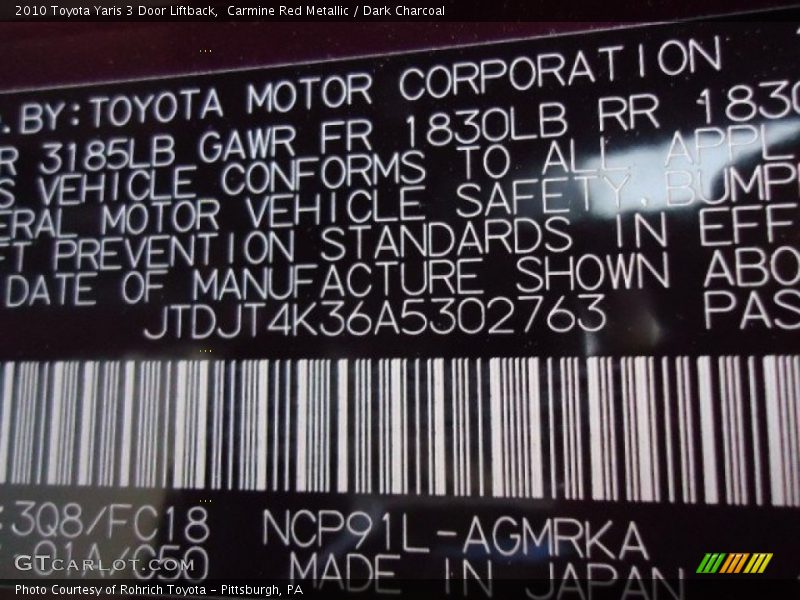 2010 Toyota Yaris 3 Door Liftback,  Carmine Red Metallic / Dark Charcoal
BY: TOYOTA MOTOR CORPORATION
3185LB GAWR FR 1830LB RR 1830
VEHICLE CONFORMS TO ALL APPL
ERAL MOTOR VEHICLE SAFETY, BUMP
FT PREVENTION STANDARDS IN EFF
DATE OF MANUFACTURE SHOWN ABO
JTDJT4K36A5302763 PAS
:3Q8/FC18 NCP91L-AGMRKA
01A/C50 MADE IN JAPAN
GTcarlot.com
Photo Courtesy of Rohrich Toyota - Pittsburgh, PA